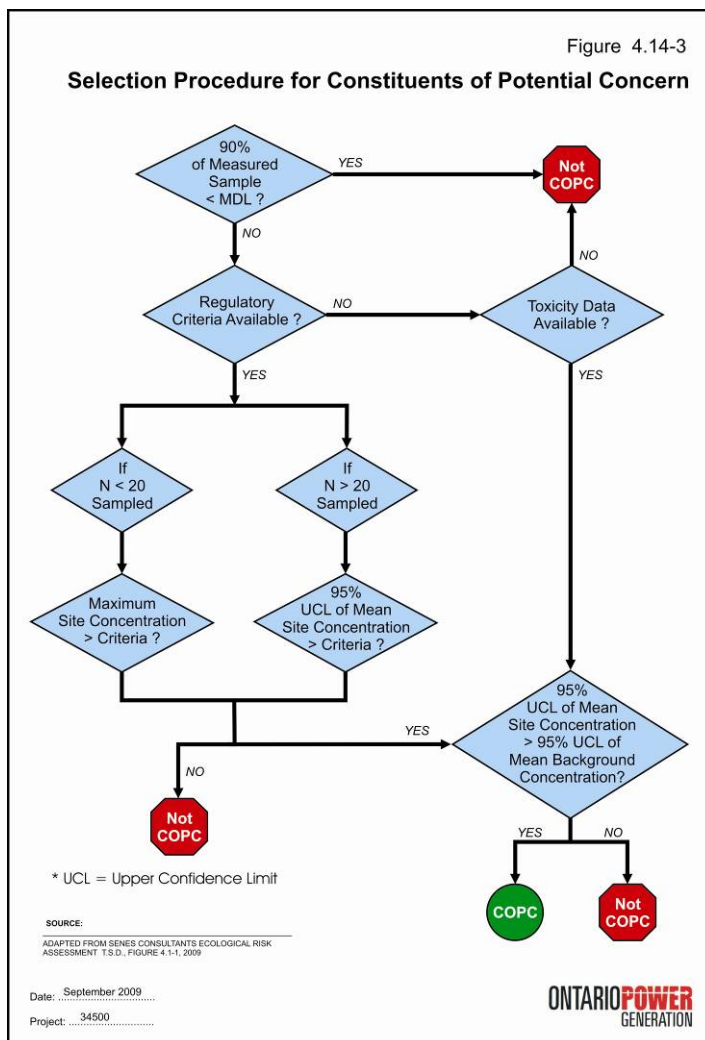 Figure 4.14-3
Selection Procedure for Constituents of Potential Concern
90%
of Measured
Sample
< MDL ?
YES
Not
COPC
NO
NO
Regulatory
Criteria Available ?
NO
Toxicity Data
Available ?
YES
YES
If
N < 20
Sampled
If
N > 20
Sampled
Maximum
Site Concentration
> Criteria ?
95%
UCL of Mean
Site Concentration
> Criteria ?
95%
UCL of Mean
Site Concentration
> 95% UCL of
Mean Background
Concentration?
YES
NO
Not
COPC
YES
NO
COPC
Not
COPC
* UCL = Upper Confidence Limit
SOURCE:
ADAPTED FROM SENES CONSULTANTS ECOLOGICAL RISK
ASSESSMENT T.S.D., FIGURE 4.1-1, 2009
Date: September 2009
Project: 34500
ONTARIOPOWER
GENERATION